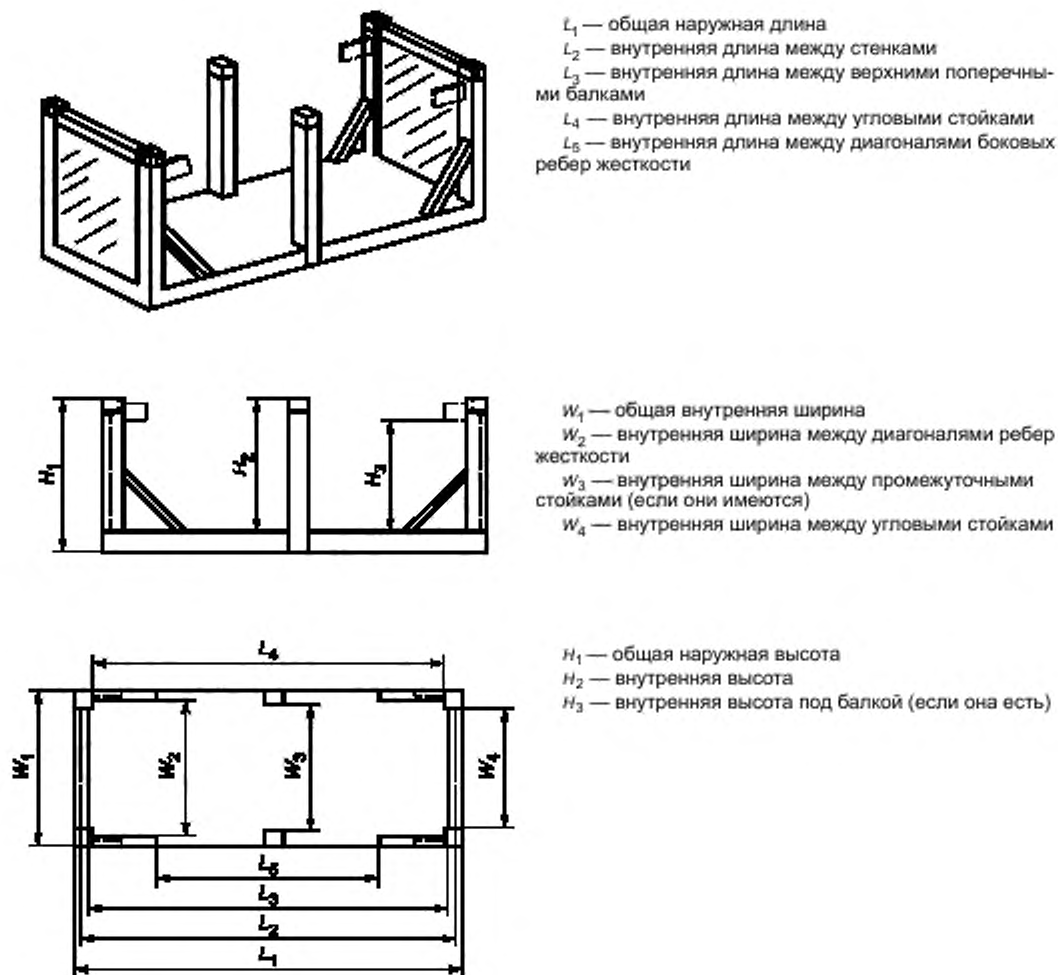 L₁ — общая наружная длина
L₂ — внутренняя длина между стенками
L₃ — внутренняя длина между верхними поперечны-
ми балками
L₄ — внутренняя длина между угловыми стойками
L₅ — внутренняя длина между диагоналями боковых
ребер жесткости
H₁
H₂
H₃
W₁ — общая внутренняя ширина
W₂ — внутренняя ширина между диагоналями ребер
жесткости
W₃ — внутренняя ширина между промежуточными
стойками (если они имеются)
W₄ — внутренняя ширина между угловыми стойками
L₄
W₁
W₂
W₃
W₄
L₅
L₃
L₂
L₁
H₁ — общая наружная высота
H₂ — внутренняя высота
H₃ — внутренняя высота под балкой (если она есть)